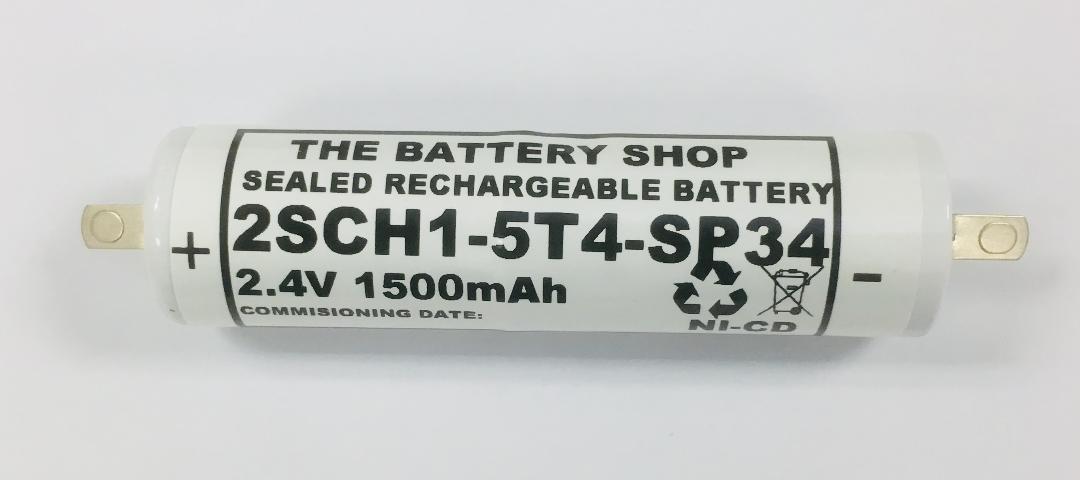 THE BATTERY SHOP
SEALED RECHARGEABLE BATTERY
2SCH1-5T4-SP34
2.4V 1500mAh
COMMISIONING DATE:
NI-CD
+
-